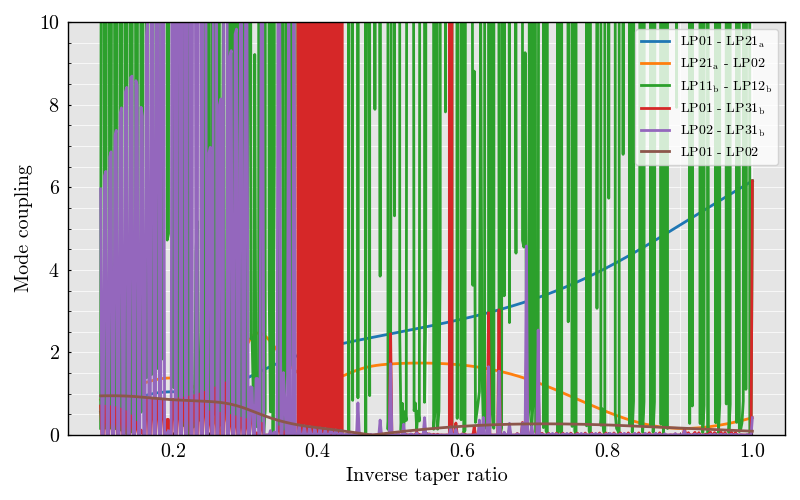 10
8
6
4
2
0
Mode coupling
0.2 0.4 0.6 0.8 1.0
Inverse taper ratio
LP01 - LP21a
LP21a - LP02
LP11b - LP12b
LP01 - LP31b
LP02 - LP31b
LP01 - LP02